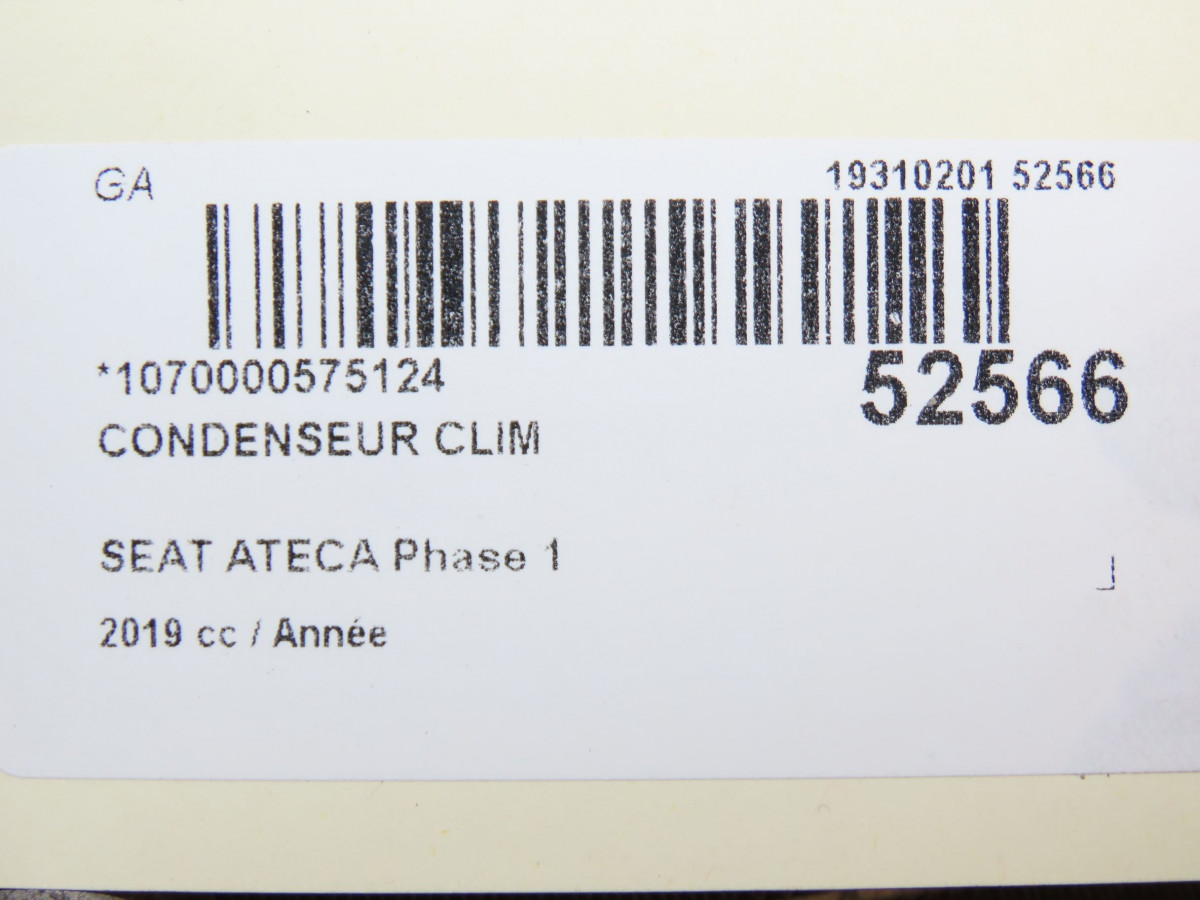 GA
19310201 52566
*1070000575124
52566
CONDENSEUR CLIM
SEAT ATECA Phase 1
2019 cc / Année